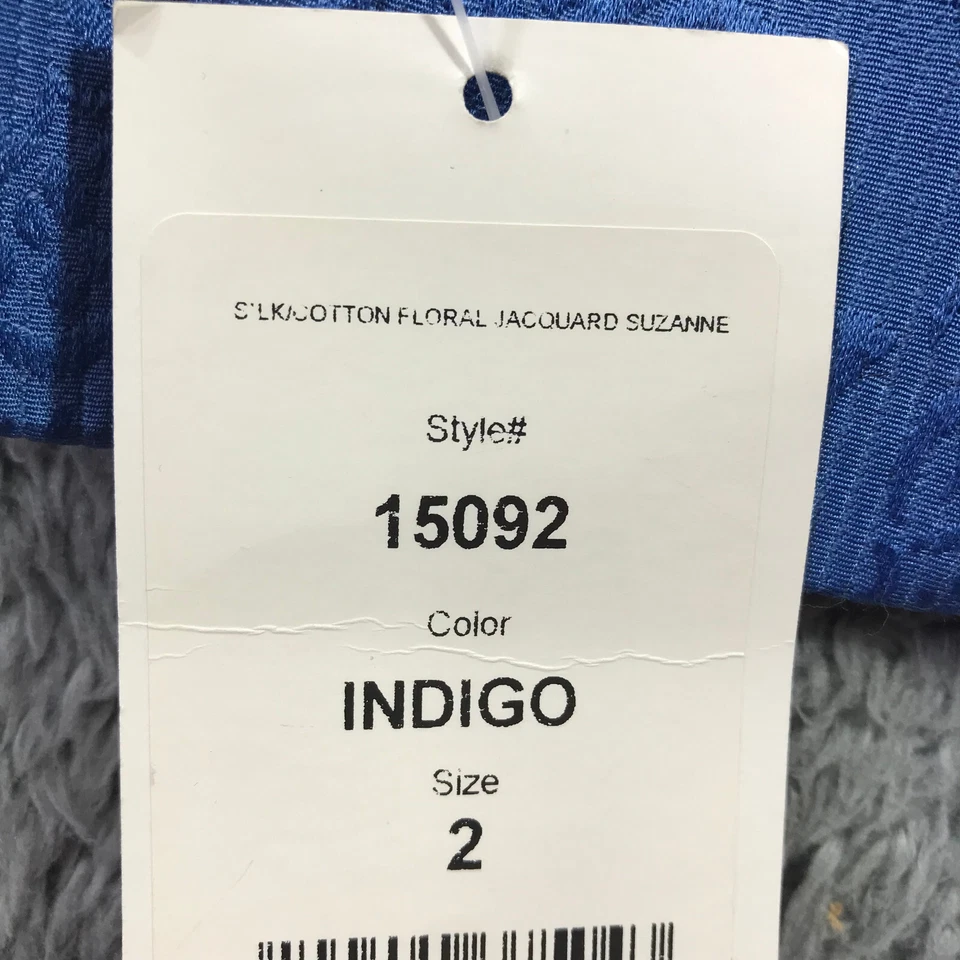 SILK/COTTON FLORAL JACQUARD SUZANNE
Style#
15092
Color
INDIGO
Size
2